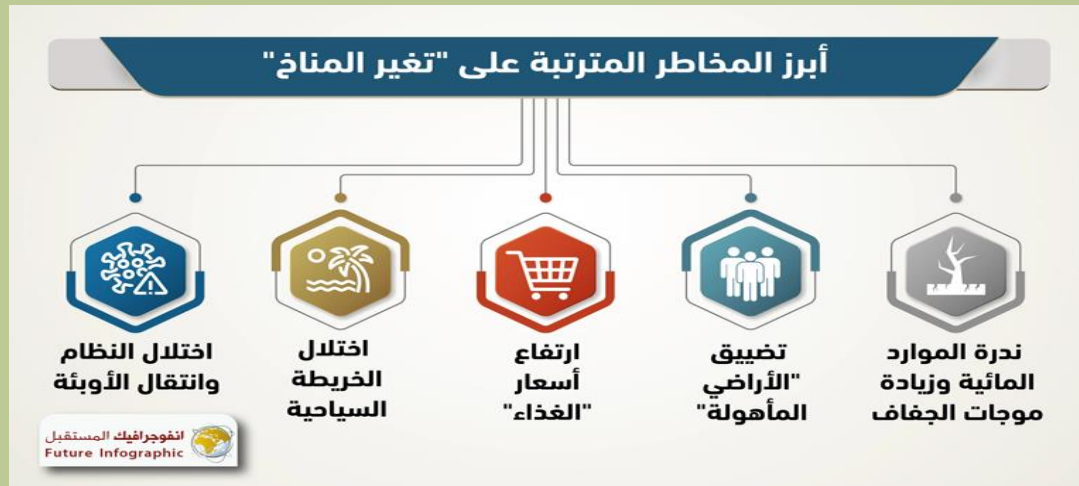 أبرز المخاطر المترتبة على "تغير المناخ"
ندرة الموارد
المائية وزيادة
موجات الجفاف
تضييق
"الأراضي
المأهولة"
ارتفاع
أسعار
"الغذاء"
اختلال
الخريطة
السياحية
اختلال النظام
وانتقال الأوبئة
انفوجرافيك المستقبل
Future Infographic